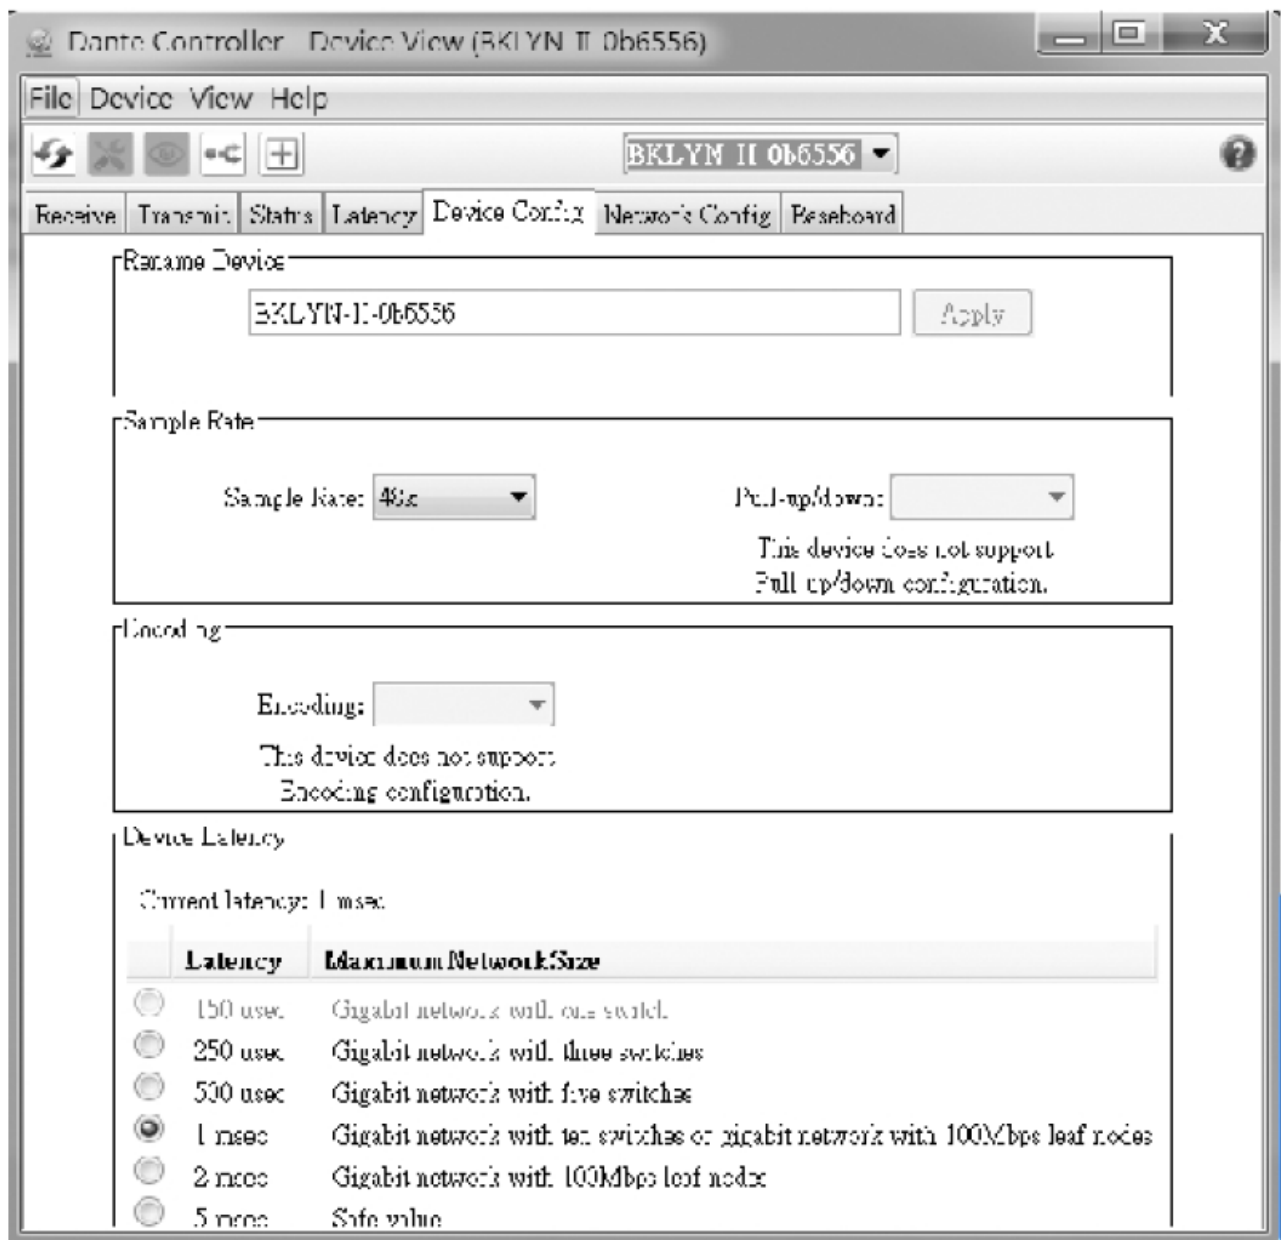 Dante Controller - Device View (BKLYN-II-0b6556)
File Device View Help
BKLYN-II-0b6556
Receive Transmit Status Latency Device Config Network Config Baseboard
Rename Device
BKLYN-II-0b6556 Apply
Sample Rate
Sample Rate: 48k Pull-up/down:
This device does not support
Pull-up/down configuration.
Encoding
Encoding:
This device does not support
Encoding configuration.
Device Latency
Current latency: 1 msec
Latency Maximum Network Size
150 usec Gigabit network with one switch
250 usec Gigabit network with three switches
500 usec Gigabit network with five switches
1 msec Gigabit network with ten switches or gigabit network with 100Mbps leaf nodes
2 msec Gigabit network with 100Mbps leaf nodes
5 msec Safe value